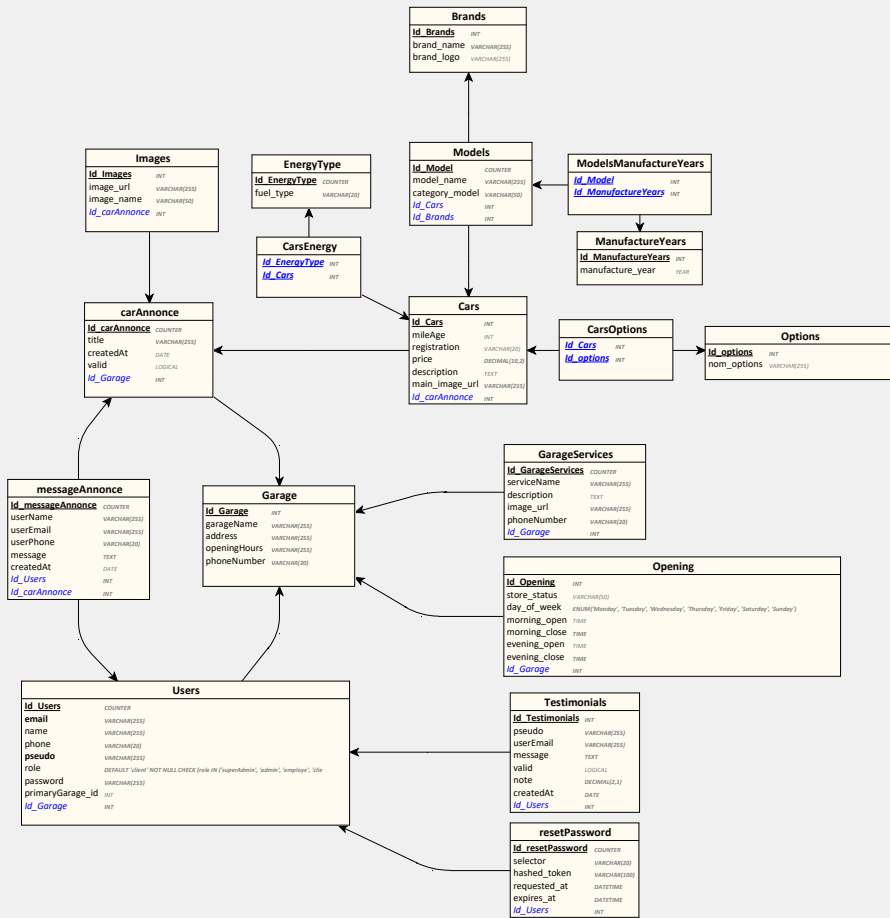 Brands
Id_Brands INT
brand_name VARCHAR(255)
brand_logo VARCHAR(255)
Images
Id_Images INT
image_url VARCHAR(255)
image_name VARCHAR(50)
Id_carAnnonce INT
EnergyType
Id_EnergyType COUNTER
fuel_type VARCHAR(20)
Models
Id_Model COUNTER
model_name VARCHAR(255)
category_model VARCHAR(50)
Id_Cars INT
Id_Brands INT
ModelsManufactureYears
Id_Model INT
Id_ManufactureYears INT
CarsEnergy
Id_EnergyType INT
Id_Cars INT
ManufactureYears
Id_ManufactureYears INT
manufacture_year YEAR
carAnnonce
Id_carAnnonce COUNTER
title VARCHAR(255)
createdAt DATE
valid LOGICAL
Id_Garage INT
Cars
Id_Cars INT
mileAge INT
registration VARCHAR(20)
price DECIMAL(10,2)
description TEXT
main_image_url VARCHAR(255)
Id_carAnnonce INT
CarsOptions
Id_Cars INT
Id_options INT
Options
Id_options INT
nom_options VARCHAR(255)
messageAnnonce
Id_messageAnnonce COUNTER
userName VARCHAR(255)
userEmail VARCHAR(255)
userPhone VARCHAR(20)
message TEXT
createdAt DATE
Id_Users INT
Id_carAnnonce INT
Garage
Id_Garage INT
garageName VARCHAR(255)
address VARCHAR(255)
openingHours VARCHAR(255)
phoneNumber VARCHAR(20)
GarageServices
Id_GarageServices COUNTER
serviceName VARCHAR(255)
description TEXT
image_url VARCHAR(255)
phoneNumber VARCHAR(20)
Id_Garage INT
Opening
Id_Opening INT
store_status VARCHAR(50)
day_of_week ENUM('Monday', 'Tuesday', 'Wednesday', 'Thursday', 'Friday', 'Saturday', 'Sunday')
morning_open TIME
morning_close TIME
evening_open TIME
evening_close TIME
Id_Garage INT
Users
Id_Users COUNTER
email VARCHAR(255)
name VARCHAR(255)
phone VARCHAR(20)
pseudo VARCHAR(255)
role DEFAULT 'client' NOT NULL CHECK (role IN ('superAdmin', 'admin', 'employe', 'clie
password VARCHAR(255)
primaryGarage_id INT
Id_Garage INT
Testimonials
Id_Testimonials INT
pseudo VARCHAR(255)
userEmail VARCHAR(255)
message TEXT
valid LOGICAL
note DECIMAL(2,1)
createdAt DATE
Id_Users INT
resetPassword
Id_resetPassword COUNTER
selector VARCHAR(20)
hashed_token VARCHAR(100)
requested_at DATETIME
expires_at DATETIME
Id_Users INT